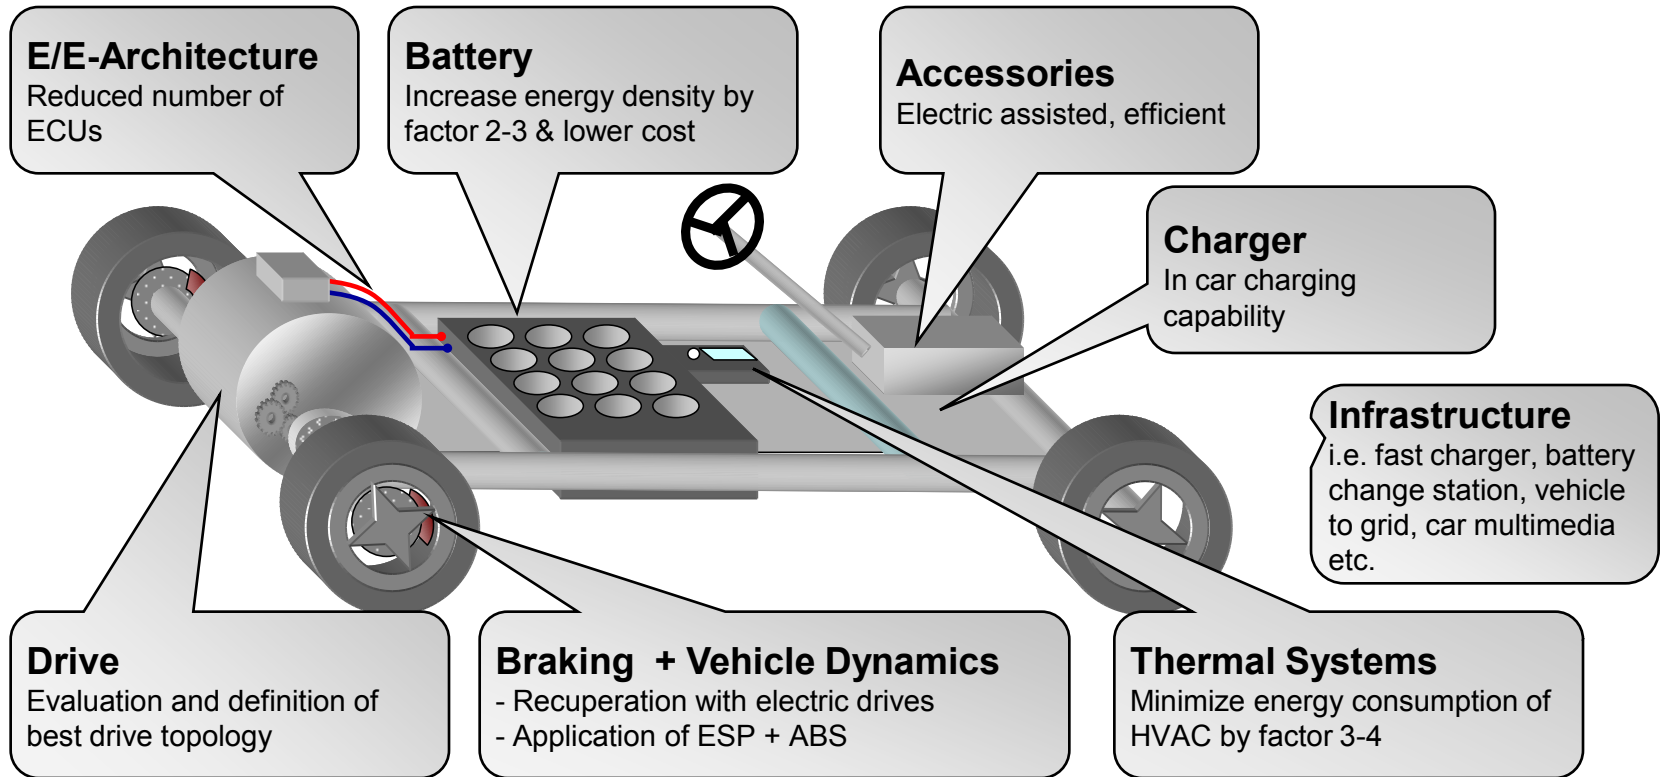 E/E-Architecture
Reduced number of
ECUs
Battery
Increase energy density by
factor 2-3 & lower cost
Accessories
Electric assisted, efficient
Charger
In car charging
capability
Infrastructure
i.e. fast charger, battery
change station, vehicle
to grid, car multimedia
etc.
Drive
Evaluation and definition of
best drive topology
Braking + Vehicle Dynamics
- Recuperation with electric drives
- Application of ESP + ABS
Thermal Systems
Minimize energy consumption of
HVAC by factor 3-4